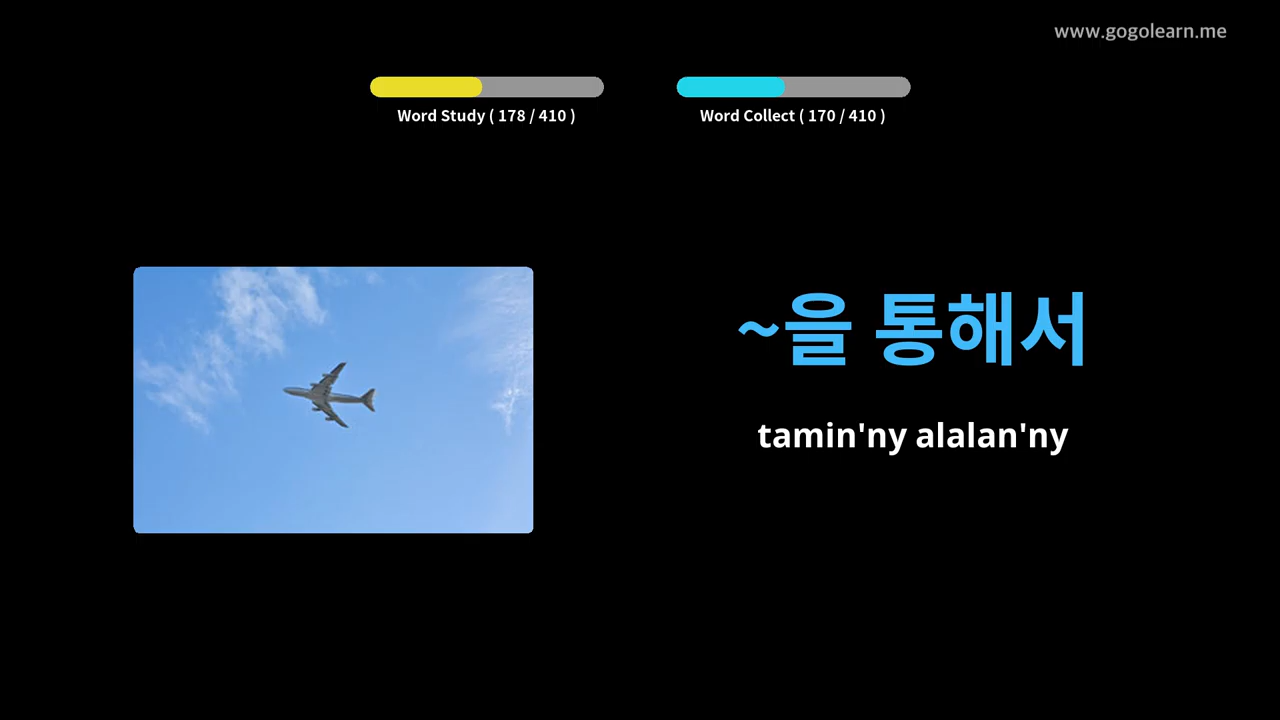 www.gogolearn.me
Word Study ( 178 / 410 )
Word Collect ( 170 / 410 )
~을 통해서
tamin'ny alalan'ny